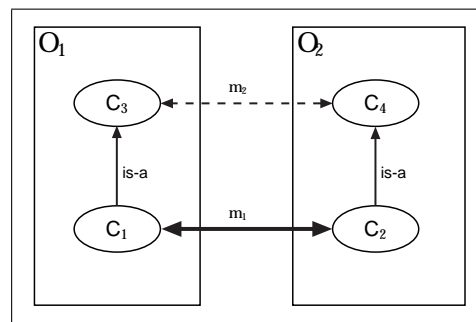 O₁ O₂
C₃ m₂ C₄
is-a is-a
C₁ m₁ C₂